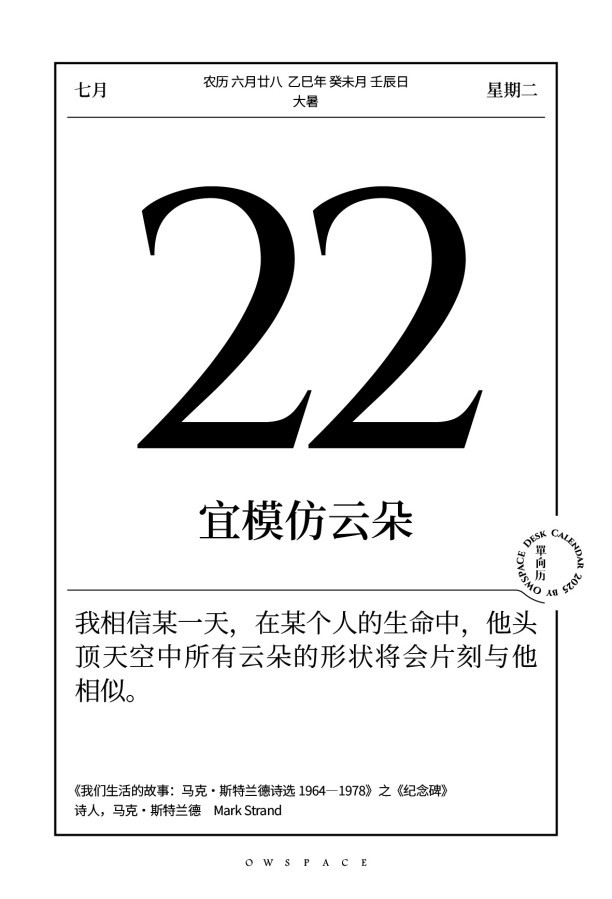 七月
农历 六月廿八 乙巳年 癸未月 壬辰日
大暑
星期二
22
宜模仿云朵
DESK CALENDAR 2025 BY OWSPACE
單向历
我相信某一天，在某个人的生命中，他头
顶天空中所有云朵的形状将会片刻与他
相似。
《我们生活的故事：马克·斯特兰德诗选 1964—1978》之《纪念碑》
诗人，马克·斯特兰德 Mark Strand
OWSPACE